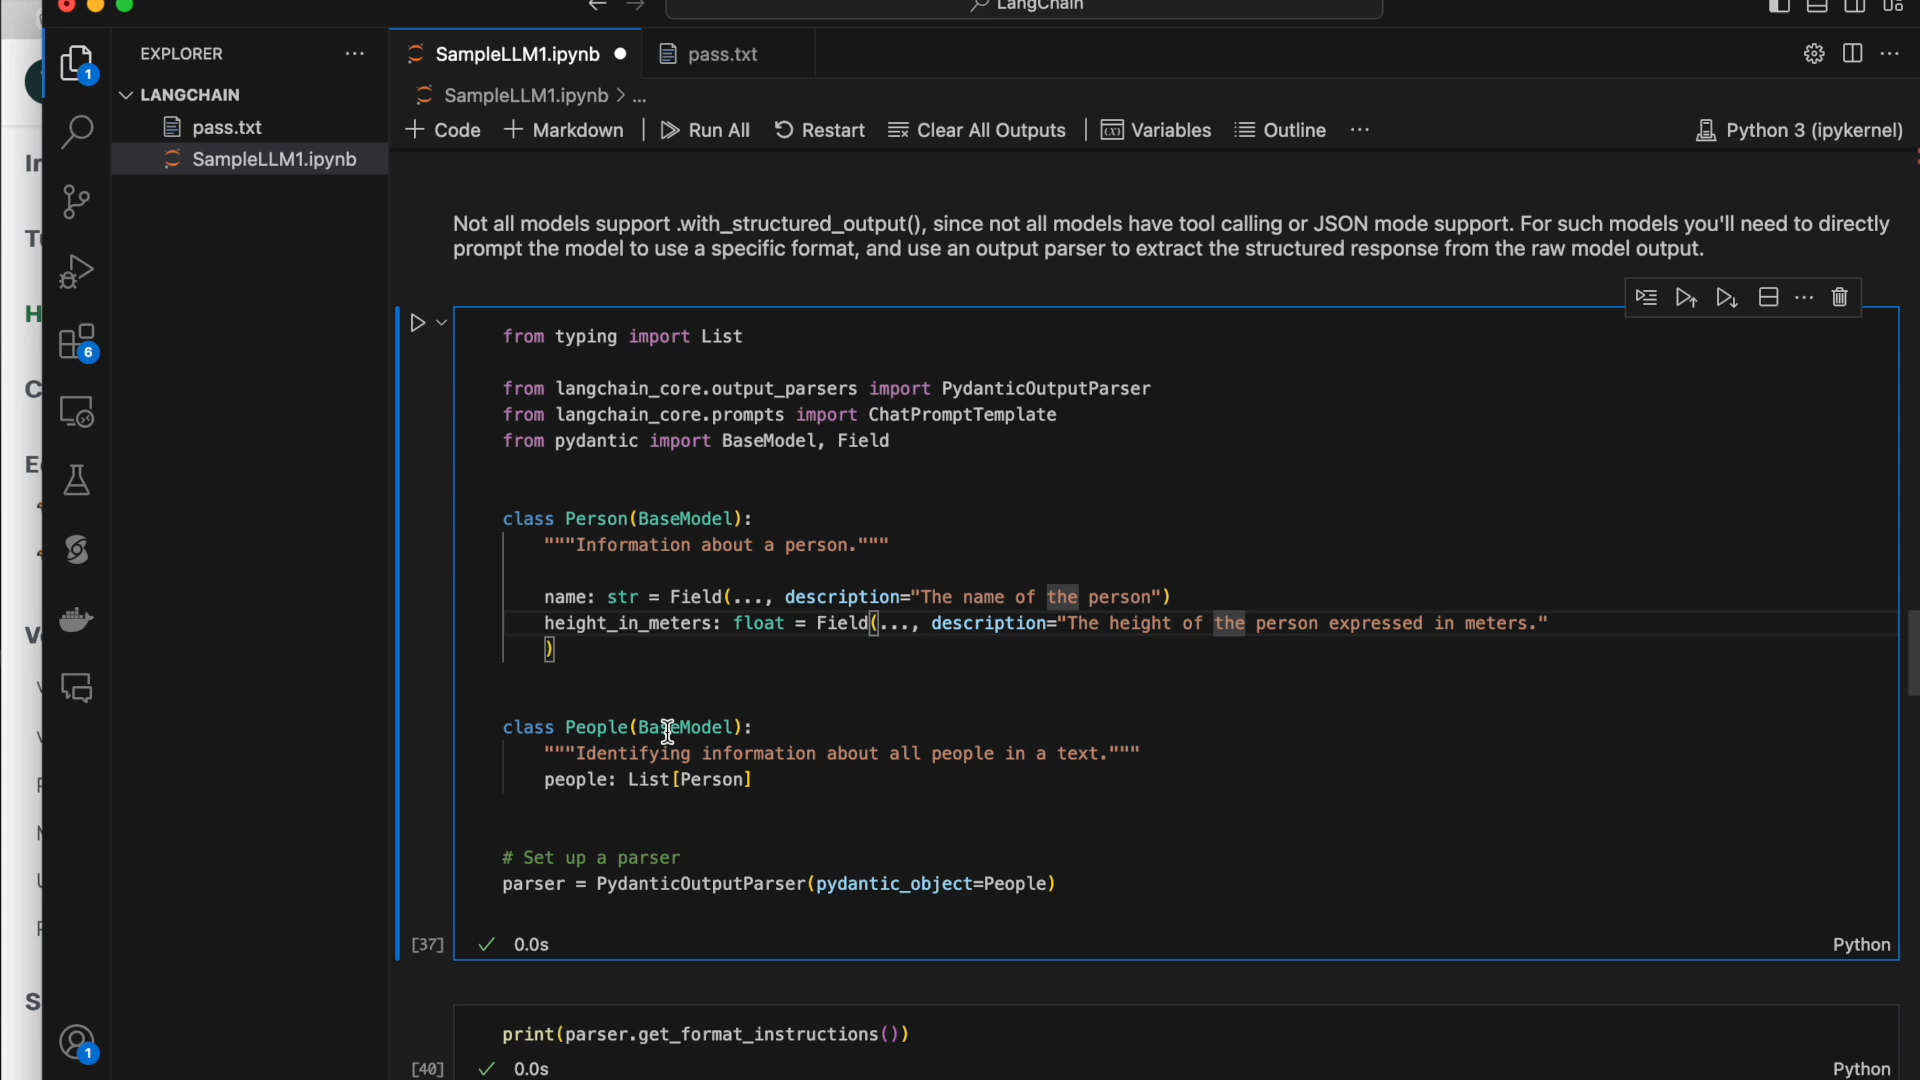 LangChain
EXPLORER
LANGCHAIN
pass.txt
SampleLLM1.ipynb
SampleLLM1.ipynb
pass.txt
SampleLLM1.ipynb > ...
Code
Markdown
Run All
Restart
Clear All Outputs
Variables
Outline
...
Python 3 (ipykernel)
Not all models support .with_structured_output(), since not all models have tool calling or JSON mode support. For such models you'll need to directly
prompt the model to use a specific format, and use an output parser to extract the structured response from the raw model output.
from typing import List
from langchain_core.output_parsers import PydanticOutputParser
from langchain_core.prompts import ChatPromptTemplate
from pydantic import BaseModel, Field
class Person(BaseModel):
"""Information about a person."""
name: str = Field(..., description="The name of the person")
height_in_meters: float = Field(..., description="The height of the person expressed in meters."
)
class People(BaseModel):
"""Identifying information about all people in a text."""
people: List[Person]
# Set up a parser
parser = PydanticOutputParser(pydantic_object=People)
[37]
0.0s
Python
print(parser.get_format_instructions())
[40]
0.0s
Python
1
6
1